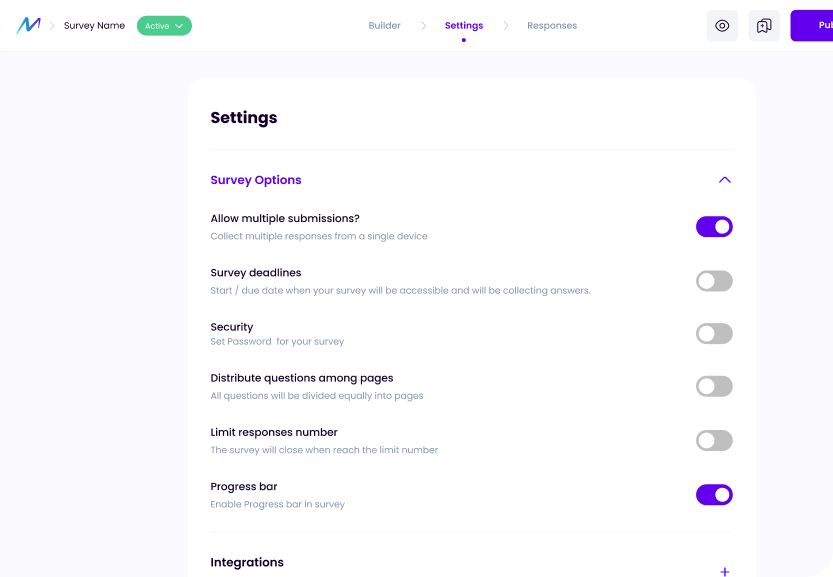 Survey Name
Active
Builder
Settings
Responses
Settings
Survey Options
Allow multiple submissions?
Collect multiple responses from a single device
Survey deadlines
Start / due date when your survey will be accessible and will be collecting answers.
Security
Set Password for your survey
Distribute questions among pages
All questions will be divided equally into pages
Limit responses number
The survey will close when reach the limit number
Progress bar
Enable Progress bar in survey
Integrations